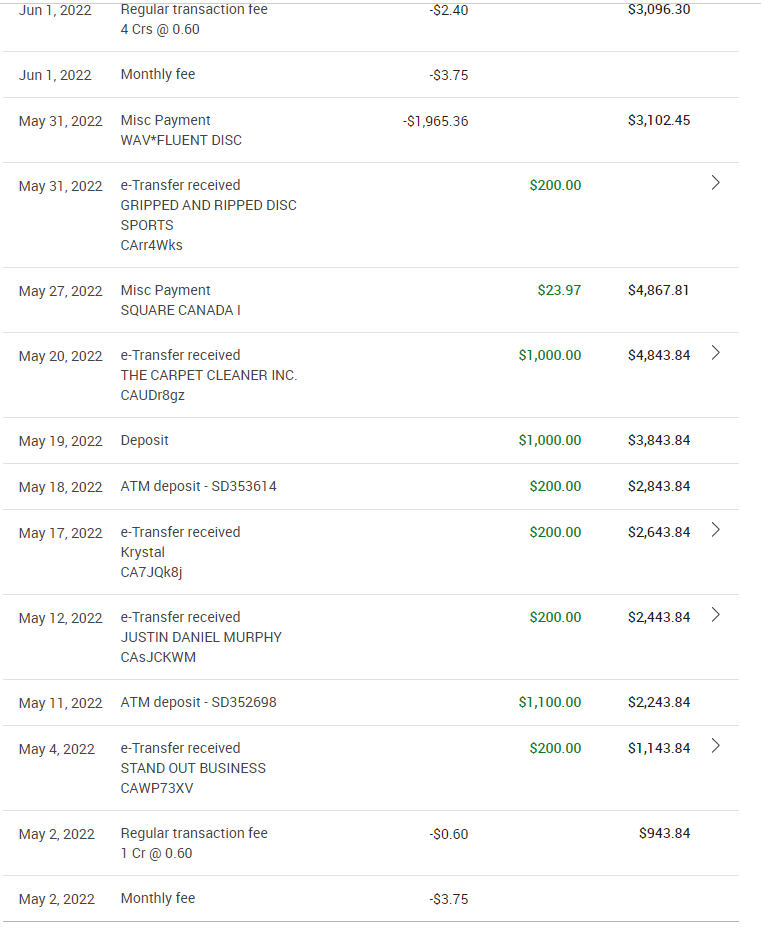 Jun 1, 2022 Regular transaction fee -$2.40 $3,096.30
4 Crs @ 0.60
Jun 1, 2022 Monthly fee -$3.75
May 31, 2022 Misc Payment -$1,965.36 $3,102.45
WAV*FLUENT DISC
May 31, 2022 e-Transfer received $200.00
GRIPPED AND RIPPED DISC
SPORTS
CArr4Wks
May 27, 2022 Misc Payment $23.97 $4,867.81
SQUARE CANADA I
May 20, 2022 e-Transfer received $1,000.00 $4,843.84
THE CARPET CLEANER INC.
CAUDr8gz
May 19, 2022 Deposit $1,000.00 $3,843.84
May 18, 2022 ATM deposit - SD353614 $200.00 $2,843.84
May 17, 2022 e-Transfer received $200.00 $2,643.84
Krystal
CA7JQk8j
May 12, 2022 e-Transfer received $200.00 $2,443.84
JUSTIN DANIEL MURPHY
CAsJCKWM
May 11, 2022 ATM deposit - SD352698 $1,100.00 $2,243.84
May 4, 2022 e-Transfer received $200.00 $1,143.84
STAND OUT BUSINESS
CAWP73XV
May 2, 2022 Regular transaction fee -$0.60 $943.84
1 Cr @ 0.60
May 2, 2022 Monthly fee -$3.75